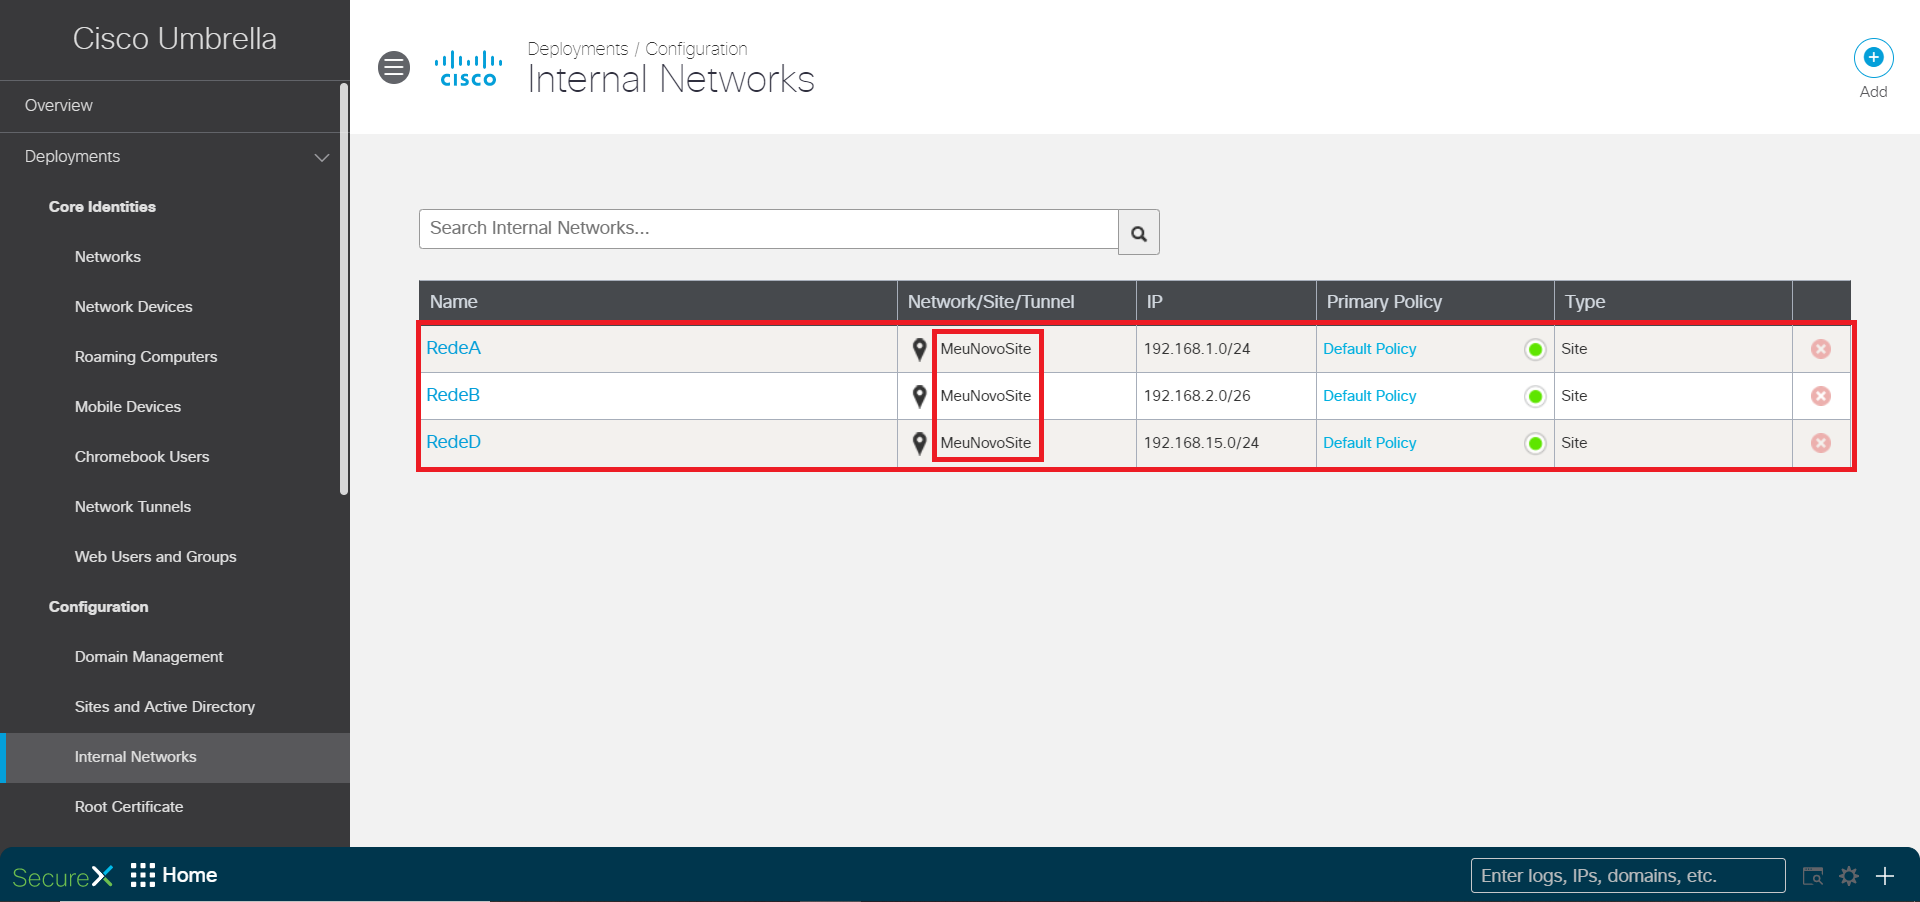 Cisco Umbrella
Overview
Deployments
Core Identities
Networks
Network Devices
Roaming Computers
Mobile Devices
Chromebook Users
Network Tunnels
Web Users and Groups
Configuration
Domain Management
Sites and Active Directory
Internal Networks
Root Certificate
cisco
Deployments / Configuration
Internal Networks
Add
Search Internal Networks...
Name Network/Site/Tunnel IP Primary Policy Type
RedeA MeuNovoSite 192.168.1.0/24 Default Policy Site
RedeB MeuNovoSite 192.168.2.0/26 Default Policy Site
RedeD MeuNovoSite 192.168.15.0/24 Default Policy Site
SecureX Home Enter logs, IPs, domains, etc.